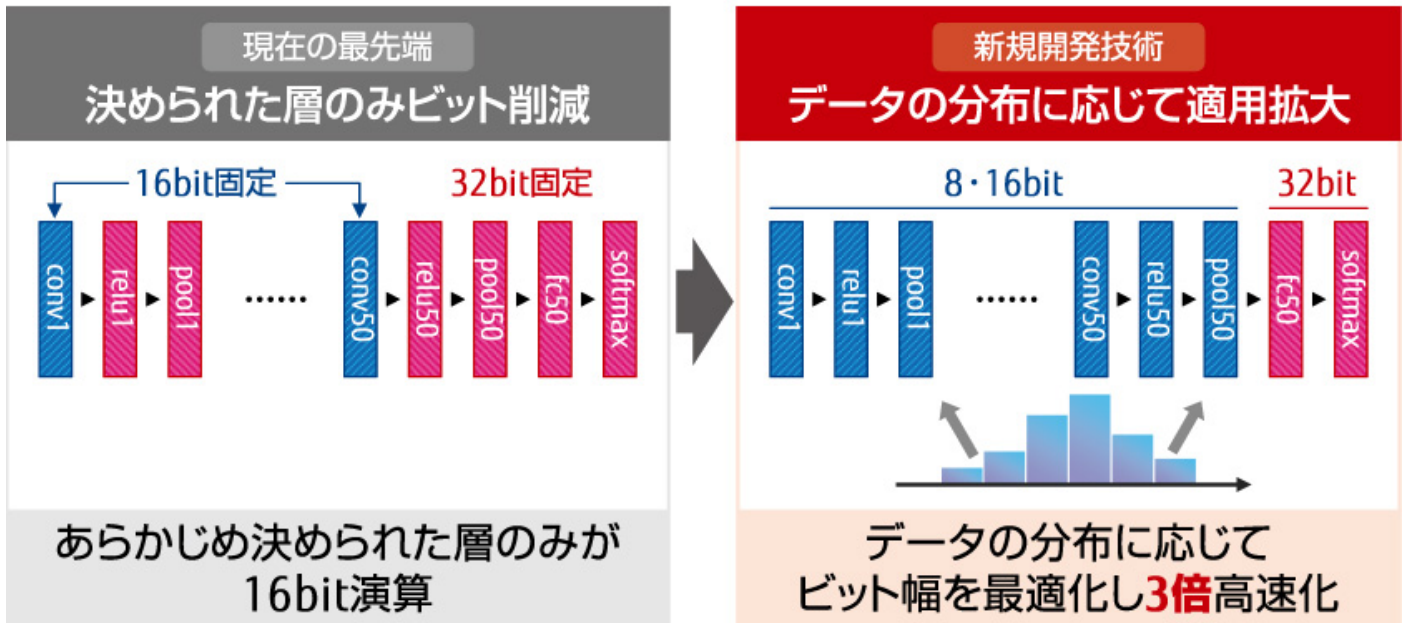 現在の最先端
決められた層のみビット削減
16bit固定
32bit固定
conv1
relu1
pool1
······
conv50
relu50
pool50
fc50
softmax
あらかじめ決められた層のみが
16bit演算
新規開発技術
データの分布に応じて適用拡大
8・16bit
32bit
conv1
relu1
pool1
······
conv50
relu50
pool50
fc50
softmax
データの分布に応じて
ビット幅を最適化し3倍高速化